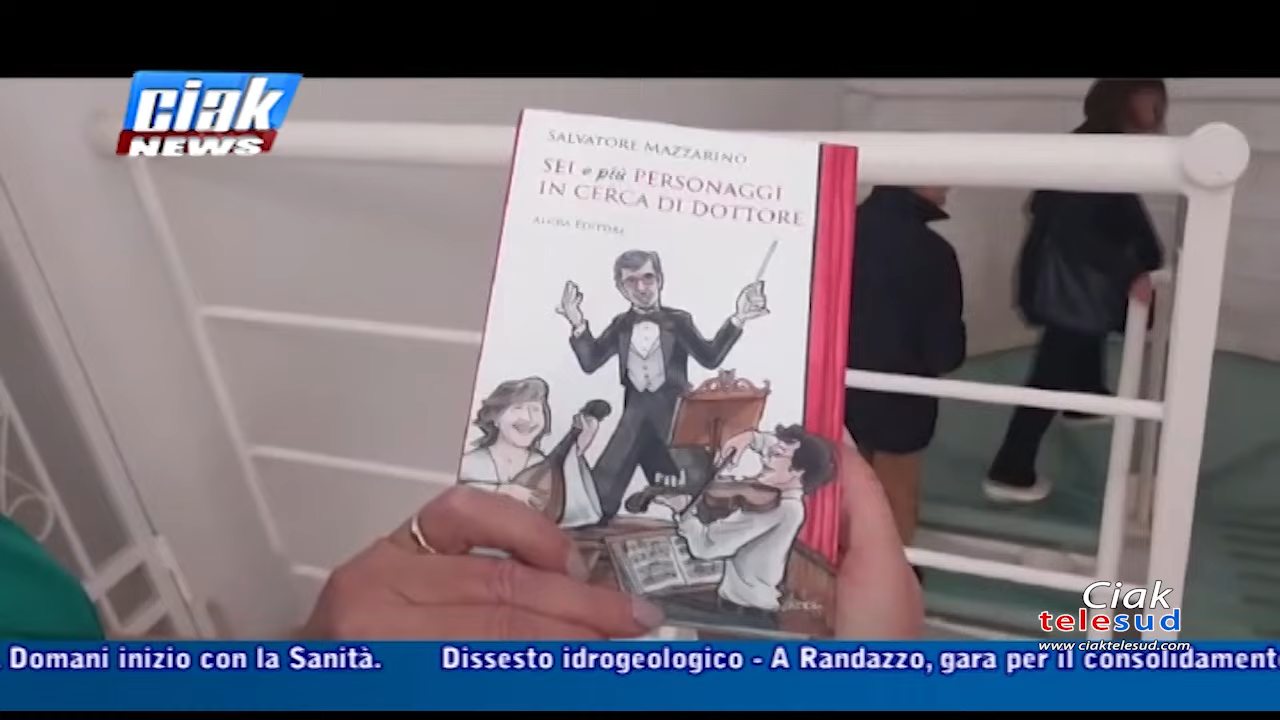 ciak
NEWS
SALVATORE MAZZARINO
SEI e più PERSONAGGI
IN CERCA DI DOTTORE
EDITORE
Ciak
telesud
www.ciaktelesud.com
Domani inizio con la Sanità. Dissesto idrogeologico - A Randazzo, gara per il consolidament